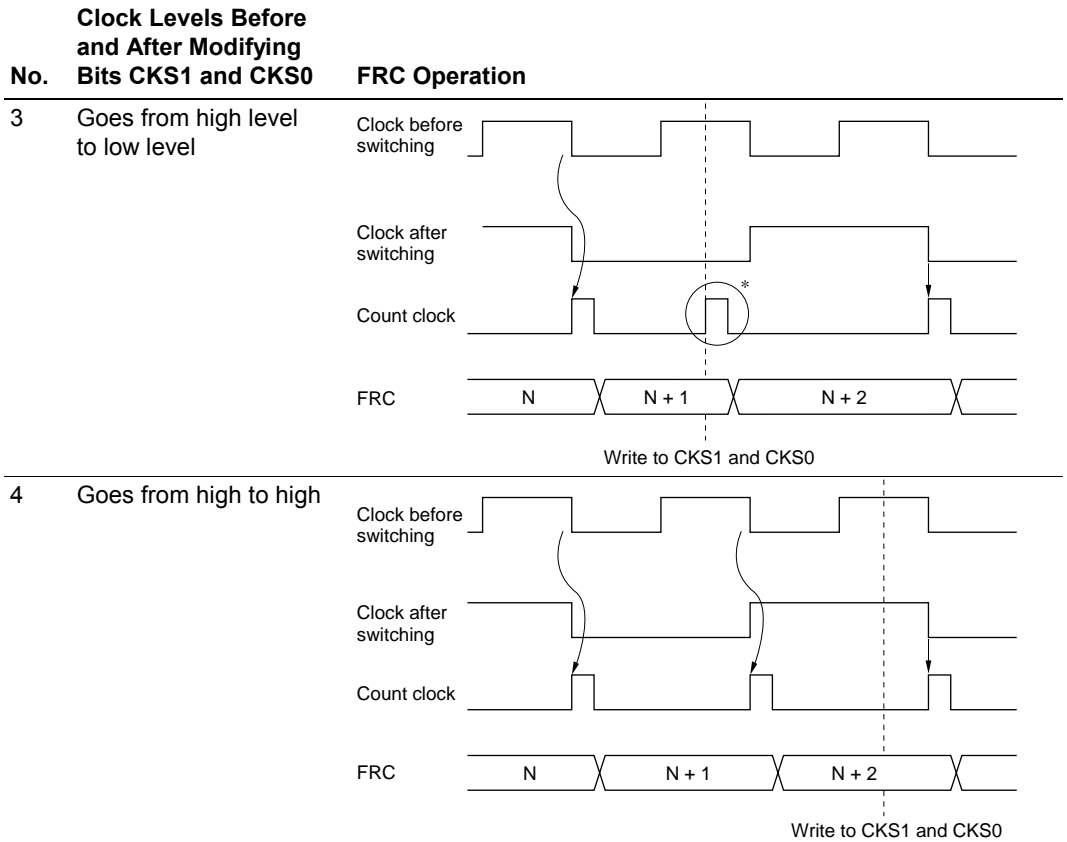 Clock Levels Before
and After Modifying
No. Bits CKS1 and CKS0 FRC Operation
3 Goes from high level
to low level
Clock before
switching
Clock after
switching
*
Count clock
FRC N N + 1 N + 2
Write to CKS1 and CKS0
4 Goes from high to high
Clock before
switching
Clock after
switching
Count clock
FRC N N + 1 N + 2
Write to CKS1 and CKS0